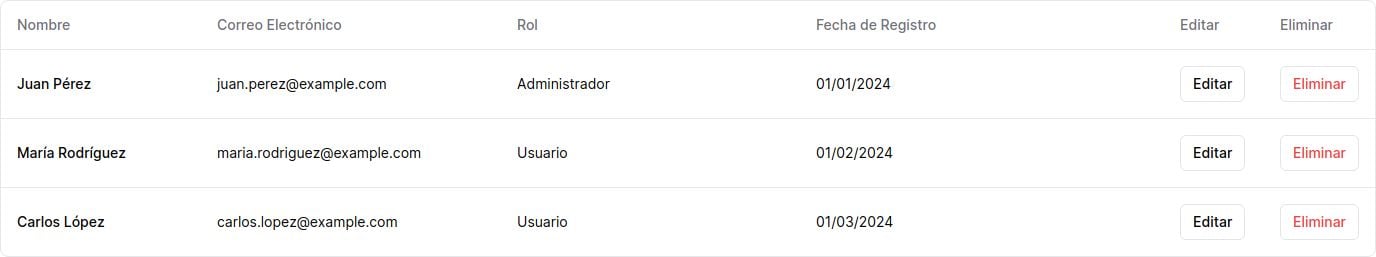 Nombre Correo Electrónico Rol Fecha de Registro Editar Eliminar
Juan Pérez juan.perez@example.com Administrador 01/01/2024 Editar Eliminar
María Rodríguez maria.rodriguez@example.com Usuario 01/02/2024 Editar Eliminar
Carlos López carlos.lopez@example.com Usuario 01/03/2024 Editar Eliminar